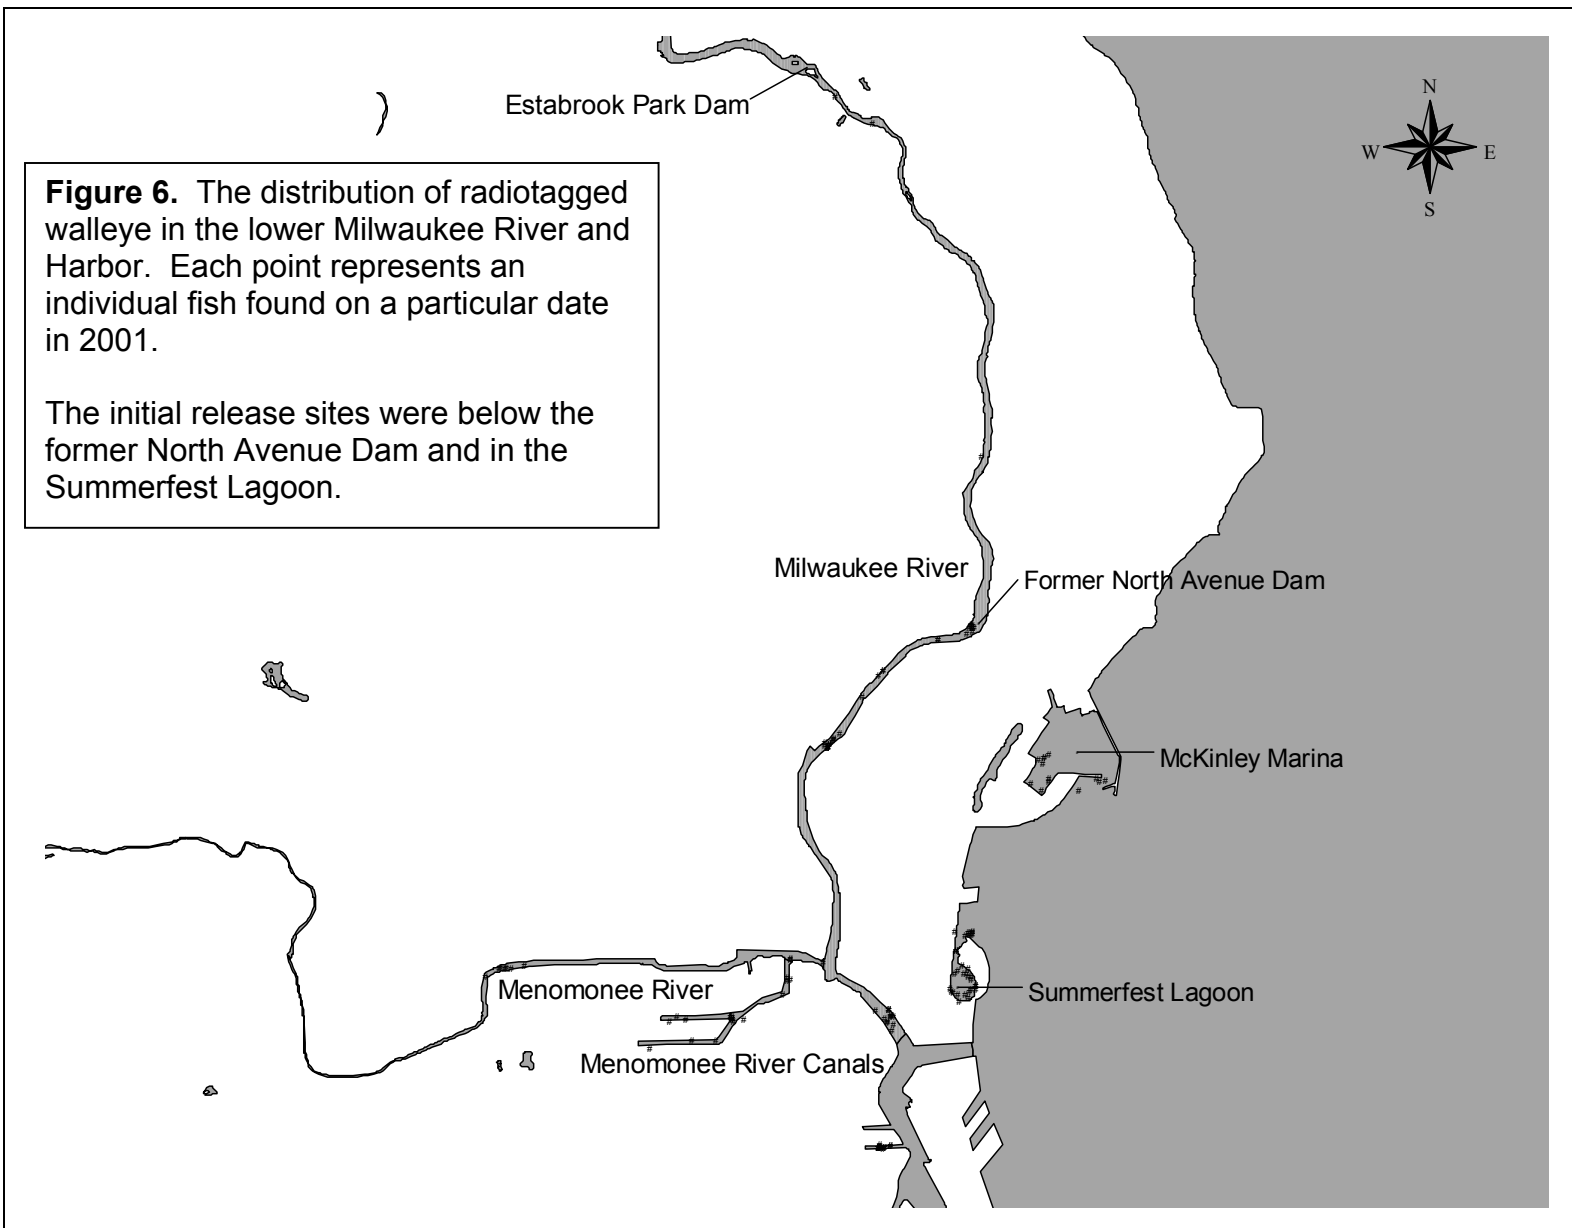 Estabrook Park Dam
N
W
E
S
Figure 6. The distribution of radiotagged
walleye in the lower Milwaukee River and
Harbor. Each point represents an
individual fish found on a particular date
in 2001.
The initial release sites were below the
former North Avenue Dam and in the
Summerfest Lagoon.
Milwaukee River
Former North Avenue Dam
McKinley Marina
Menomonee River
Summerfest Lagoon
Menomonee River Canals